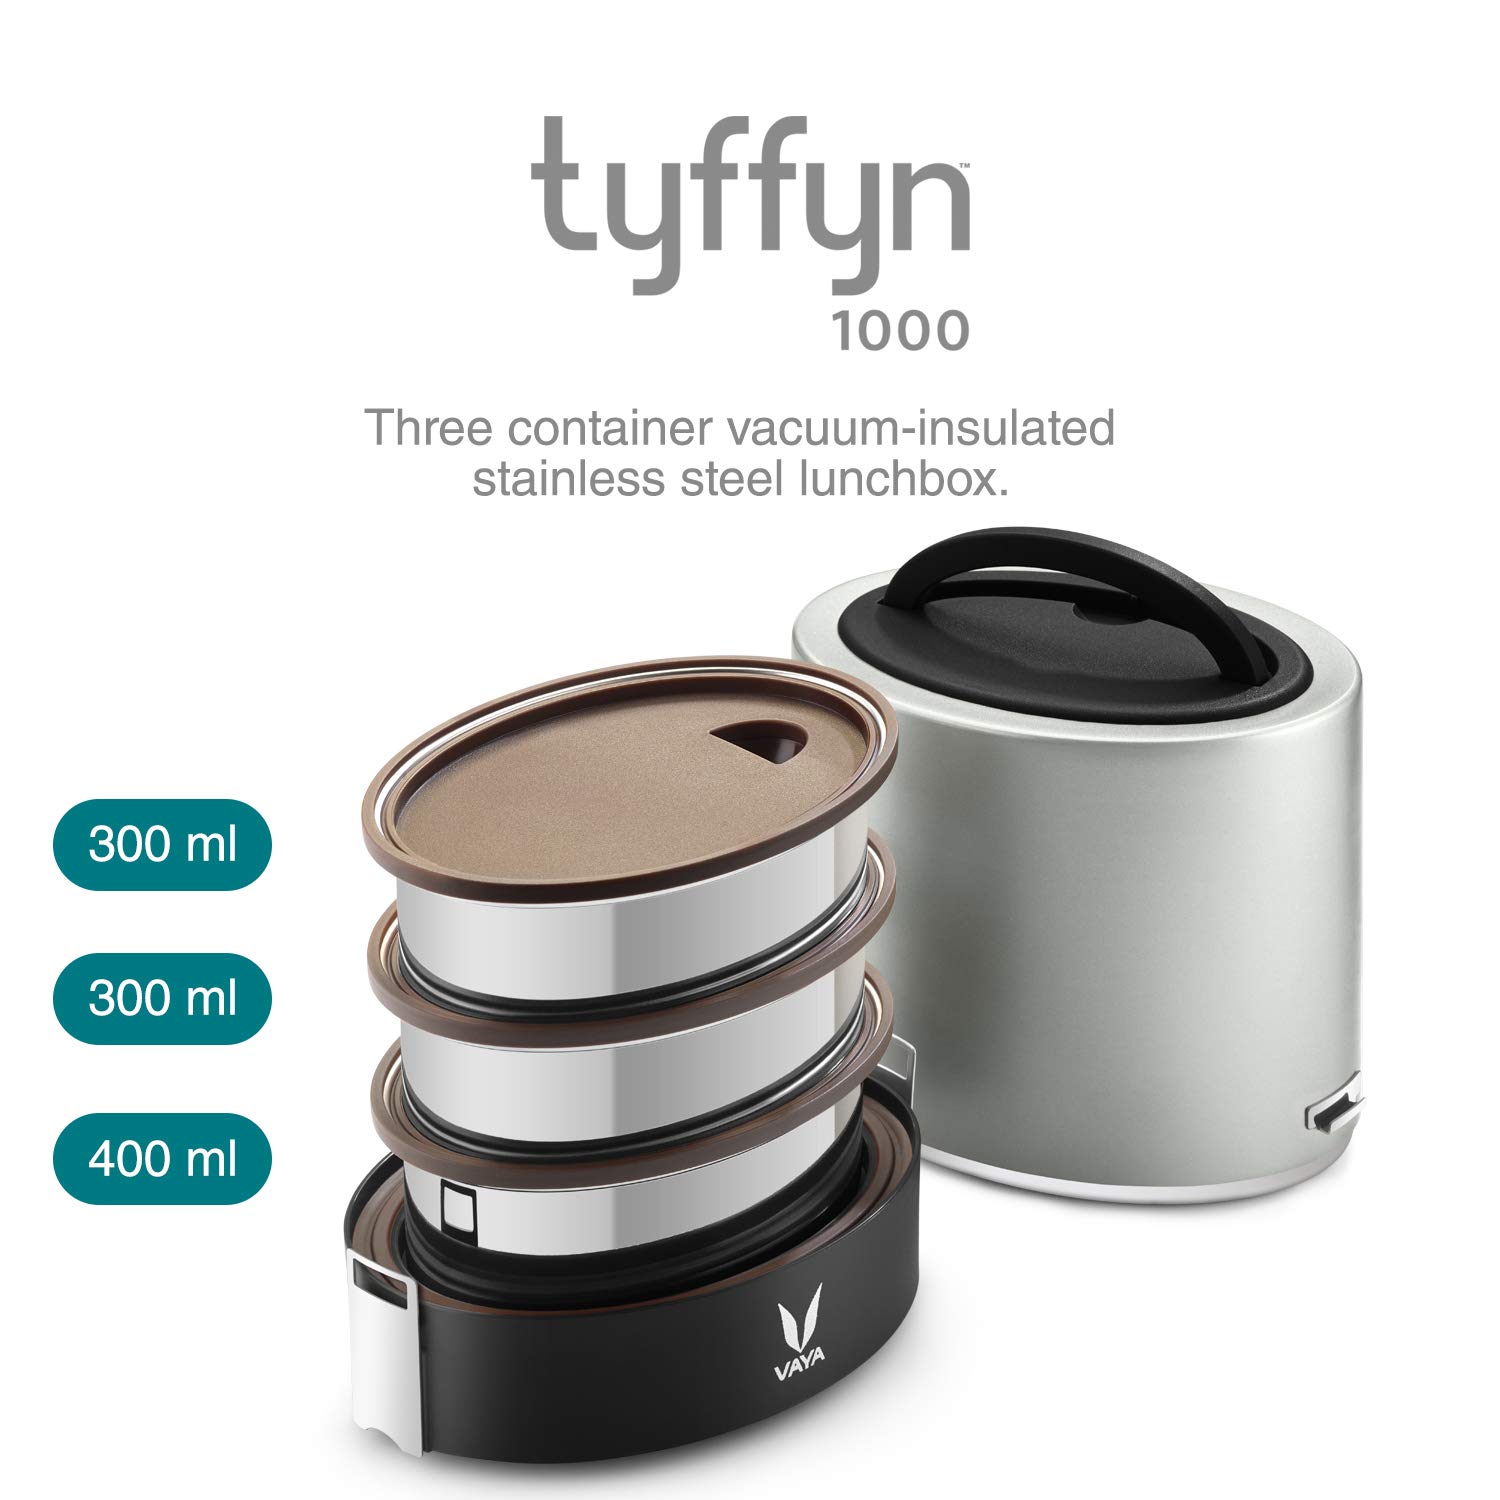 tyffyn™
1000
Three container vacuum-insulated
stainless steel lunchbox.
300 ml
300 ml
400 ml
VAYA